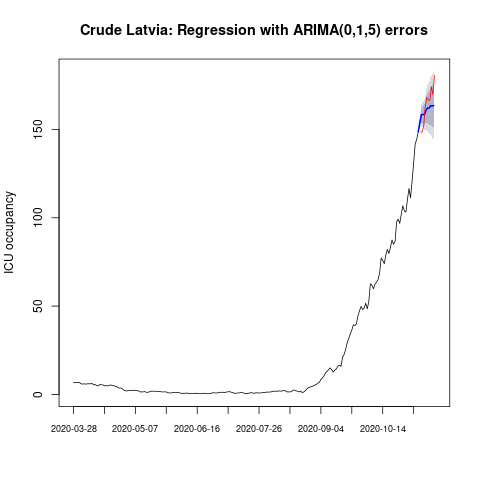 Crude Latvia: Regression with ARIMA(0,1,5) errors
ICU occupancy
150
100
50
0
2020-03-28 2020-05-07 2020-06-16 2020-07-26 2020-09-04 2020-10-14